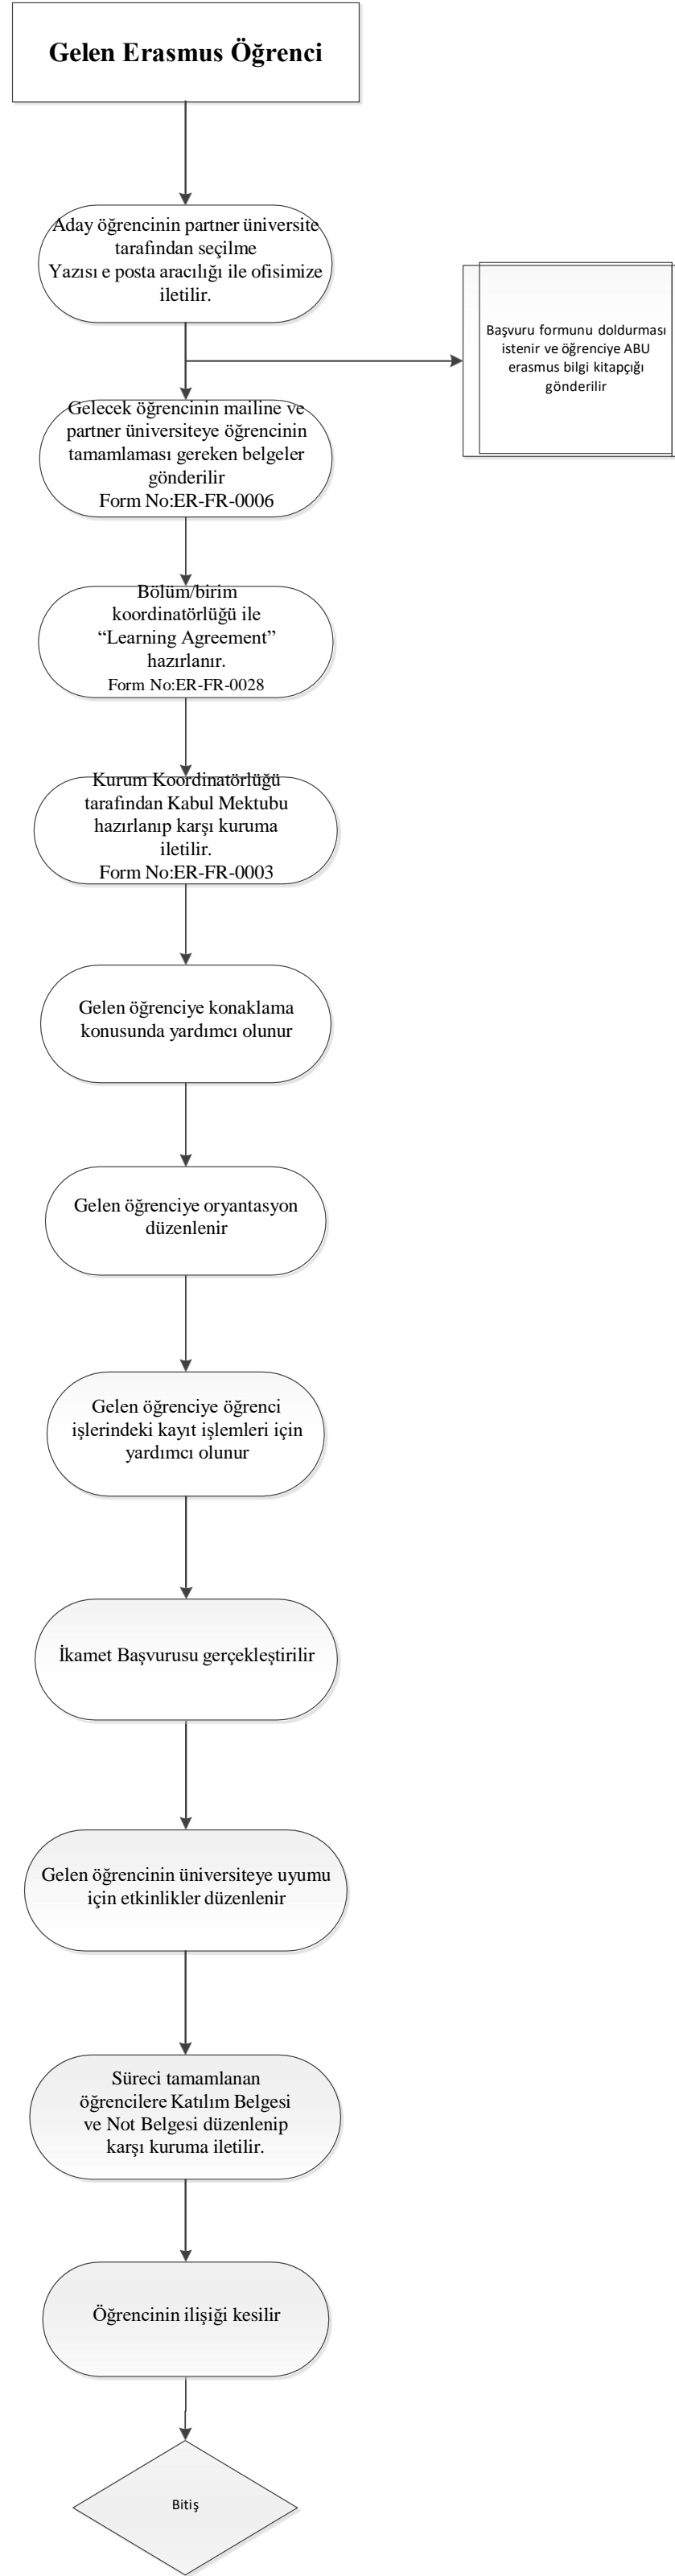 Gelen Erasmus Öğrenci
Aday öğrencinin partner üniversite
tarafından seçilme
Yazısı e posta aracılığı ile ofisimize
iletilir.
Başvuru formunu doldurması
istenir ve öğrenciye ABU
erasmus bilgi kitapçığı
gönderilir
Gelecek öğrencinin mailine ve
partner üniversiteye öğrencinin
tamamlaması gereken belgeler
gönderilir
Form No:ER-FR-0006
Bölüm/birim
koordinatörlüğü ile
“Learning Agreement”
hazırlanır.
Form No:ER-FR-0028
Kurum Koordinatörlüğü
tarafından Kabul Mektubu
hazırlanıp karşı kuruma
iletilir.
Form No:ER-FR-0003
Gelen öğrenciye konaklama
konusunda yardımcı olunur
Gelen öğrenciye oryantasyon
düzenlenir
Gelen öğrenciye öğrenci
işlerindeki kayıt işlemleri için
yardımcı olunur
İkamet Başvurusu gerçekleştirilir
Gelen öğrencinin üniversiteye uyumu
için etkinlikler düzenlenir
Süreci tamamlanan
öğrencilere Katılım Belgesi
ve Not Belgesi düzenlenip
karşı kuruma iletilir.
Öğrencinin ilişiği kesilir
Bitiş